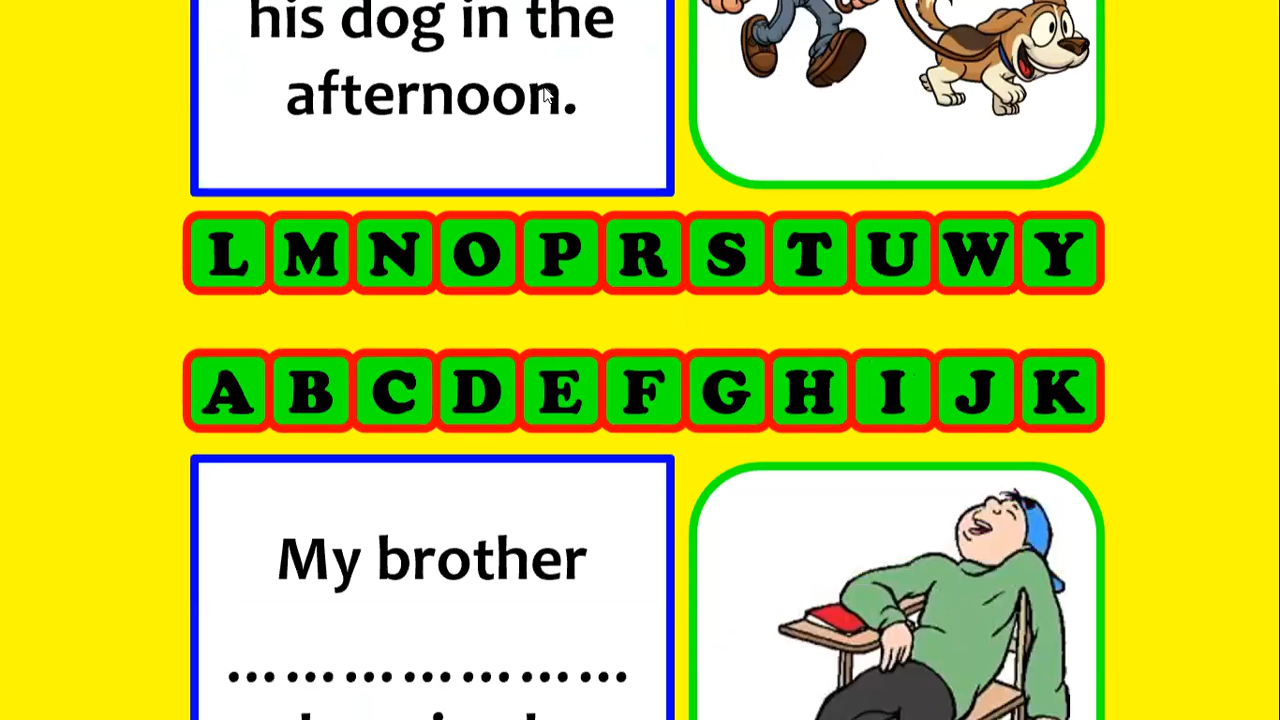 his dog in the
afternoon.
L M N O P R S T U W Y
A B C D E F G H I J K
My brother
.....................